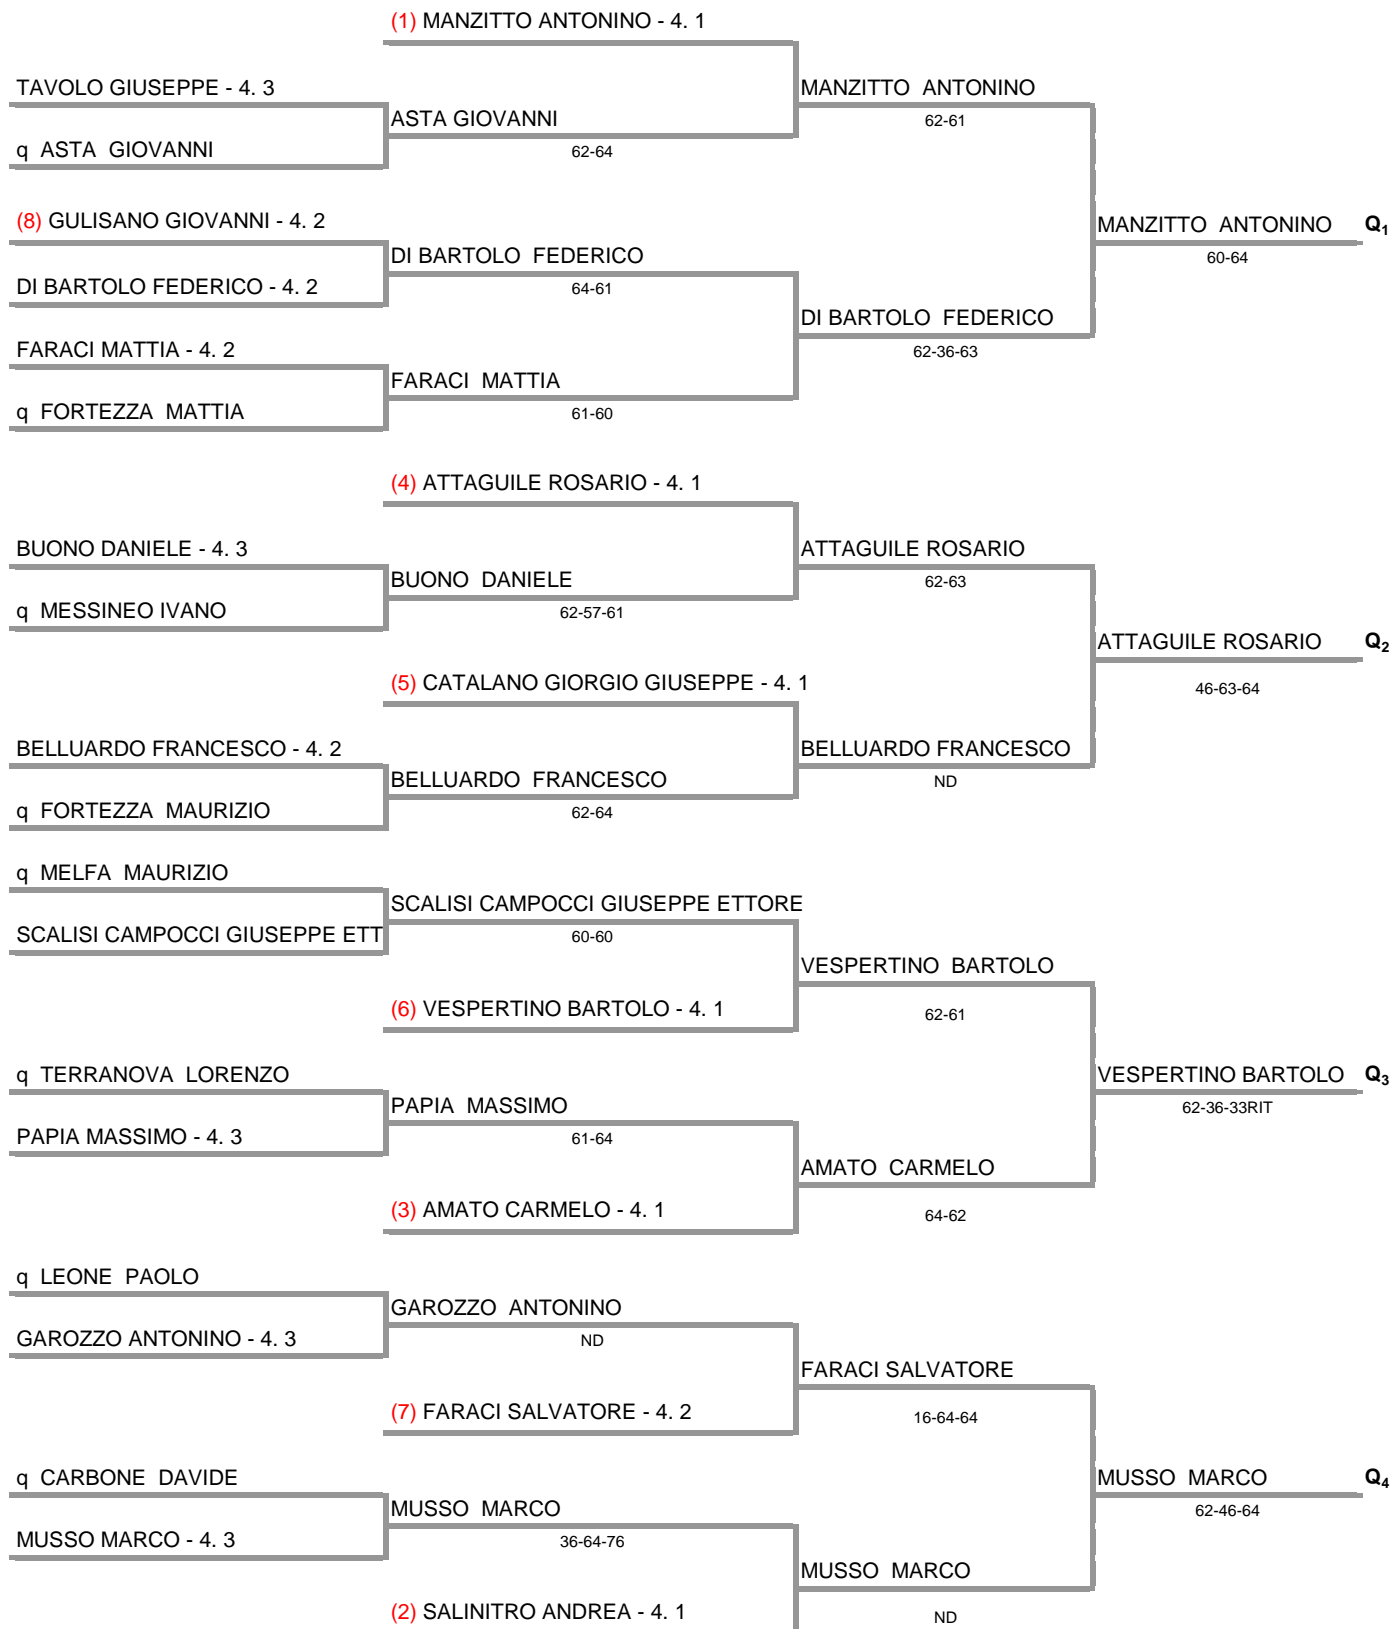 (1) MANZITTO ANTONINO - 4. 1
TAVOLO GIUSEPPE - 4. 3
MANZITTO ANTONINO
ASTA GIOVANNI
62-61
q ASTA GIOVANNI
62-64
(8) GULISANO GIOVANNI - 4. 2
MANZITTO ANTONINO Q1
DI BARTOLO FEDERICO
60-64
DI BARTOLO FEDERICO - 4. 2
64-61
DI BARTOLO FEDERICO
FARACI MATTIA - 4. 2
62-36-63
FARACI MATTIA
q FORTEZZA MATTIA
61-60
(4) ATTAGUILE ROSARIO - 4. 1
BUONO DANIELE - 4. 3
ATTAGUILE ROSARIO
BUONO DANIELE
62-63
q MESSINEO IVANO
62-57-61
ATTAGUILE ROSARIO Q2
(5) CATALANO GIORGIO GIUSEPPE - 4. 1
46-63-64
BELLUARDO FRANCESCO - 4. 2
BELLUARDO FRANCESCO
BELLUARDO FRANCESCO
ND
q FORTEZZA MAURIZIO
62-64
q MELFA MAURIZIO
SCALISI CAMPOCCI GIUSEPPE ETTORE
SCALISI CAMPOCCI GIUSEPPE ETT
60-60
VESPERTINO BARTOLO
(6) VESPERTINO BARTOLO - 4. 1
62-61
q TERRANOVA LORENZO
VESPERTINO BARTOLO Q3
PAPIA MASSIMO
62-36-33RIT
PAPIA MASSIMO - 4. 3
61-64
AMATO CARMELO
(3) AMATO CARMELO - 4. 1
64-62
q LEONE PAOLO
GAROZZO ANTONINO
GAROZZO ANTONINO - 4. 3
ND
FARACI SALVATORE
(7) FARACI SALVATORE - 4. 2
16-64-64
q CARBONE DAVIDE
MUSSO MARCO Q4
MUSSO MARCO
62-46-64
MUSSO MARCO - 4. 3
36-64-76
MUSSO MARCO
(2) SALINITRO ANDREA - 4. 1
ND